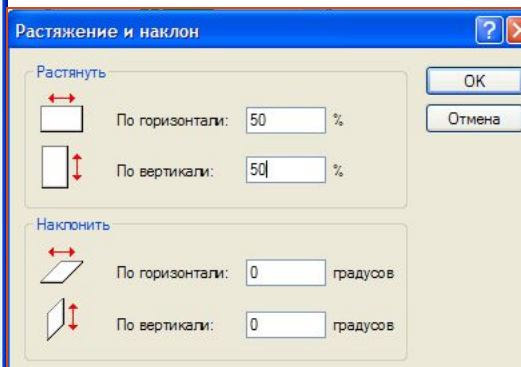 Растяжение и наклон
Растянуть
По горизонтали: 50 %
По вертикали: 50 %
OK
Отмена
Наклонить
По горизонтали: 0 градусов
По вертикали: 0 градусов